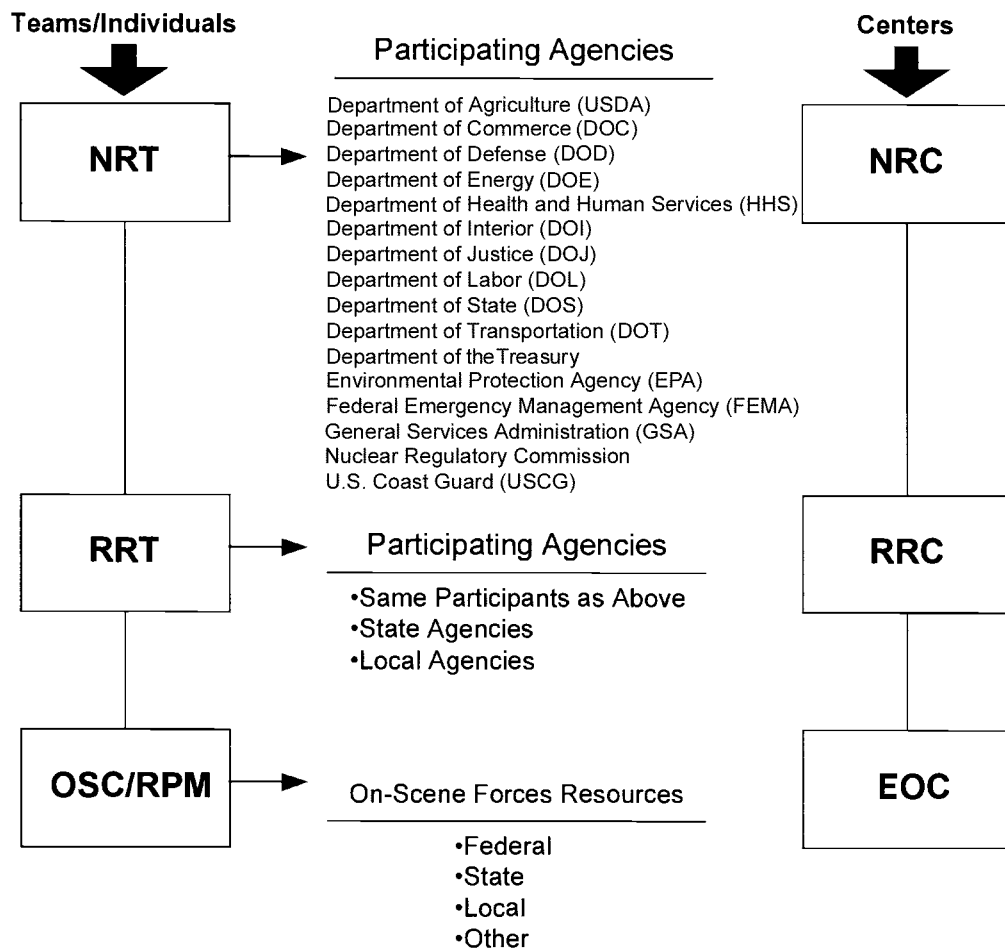 Teams/Individuals
Centers
Participating Agencies
NRT
NRC
Department of Agriculture (USDA)
Department of Commerce (DOC)
Department of Defense (DOD)
Department of Energy (DOE)
Department of Health and Human Services (HHS)
Department of Interior (DOI)
Department of Justice (DOJ)
Department of Labor (DOL)
Department of State (DOS)
Department of Transportation (DOT)
Department of the Treasury
Environmental Protection Agency (EPA)
Federal Emergency Management Agency (FEMA)
General Services Administration (GSA)
Nuclear Regulatory Commission
U.S. Coast Guard (USCG)
RRT
Participating Agencies
RRC
•Same Participants as Above
•State Agencies
•Local Agencies
OSC/RPM
On-Scene Forces Resources
EOC
•Federal
•State
•Local
•Other